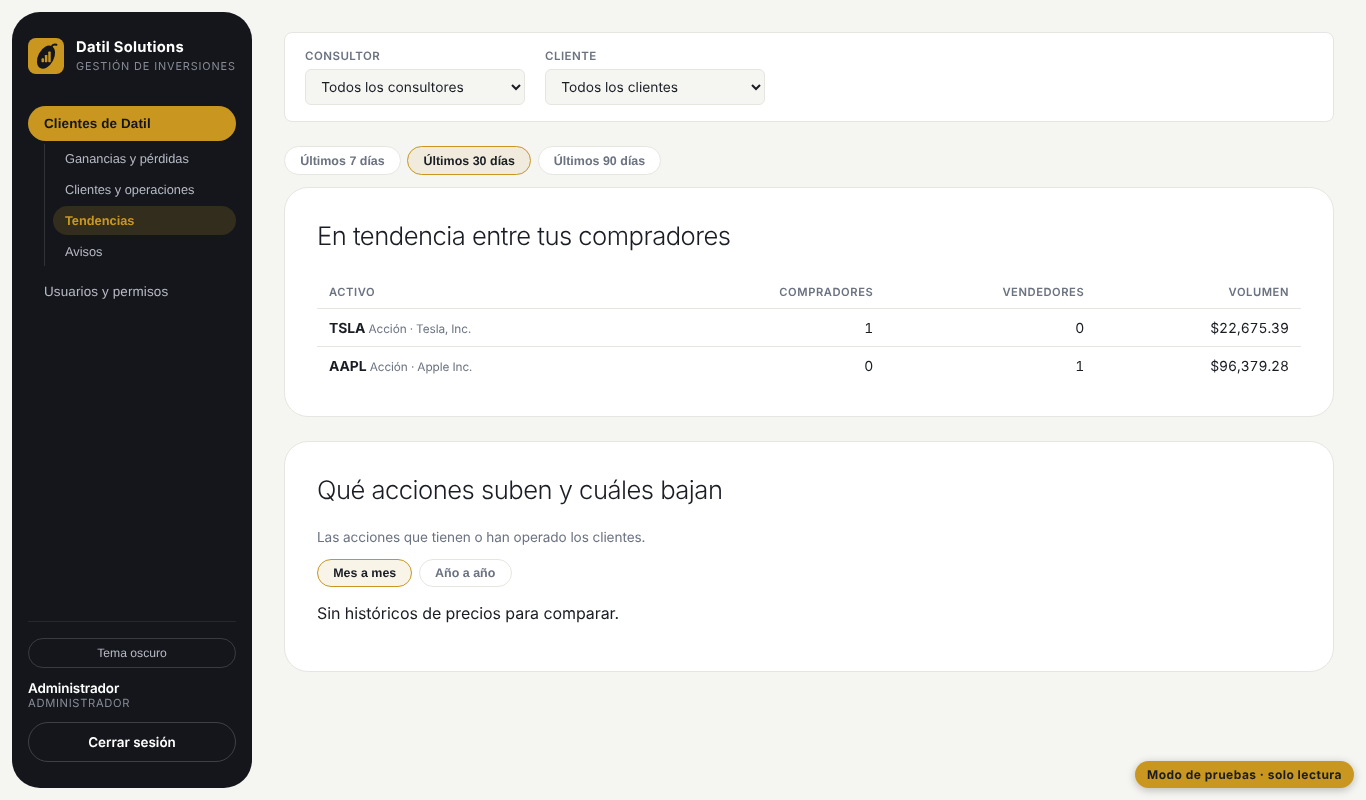 Datil Solutions
GESTIÓN DE INVERSIONES
Clientes de Datil
Ganancias y pérdidas
Clientes y operaciones
Tendencias
Avisos
Usuarios y permisos
Tema oscuro
Administrador
ADMINISTRADOR
Cerrar sesión
CONSULTOR CLIENTE
Todos los consultores Todos los clientes
Últimos 7 días Últimos 30 días Últimos 90 días
En tendencia entre tus compradores
ACTIVO COMPRADORES VENDEDORES VOLUMEN
TSLA Acción · Tesla, Inc. 1 0 $22,675.39
AAPL Acción · Apple Inc. 0 1 $96,379.28
Qué acciones suben y cuáles bajan
Las acciones que tienen o han operado los clientes.
Mes a mes Año a año
Sin históricos de precios para comparar.
Modo de pruebas · solo lectura